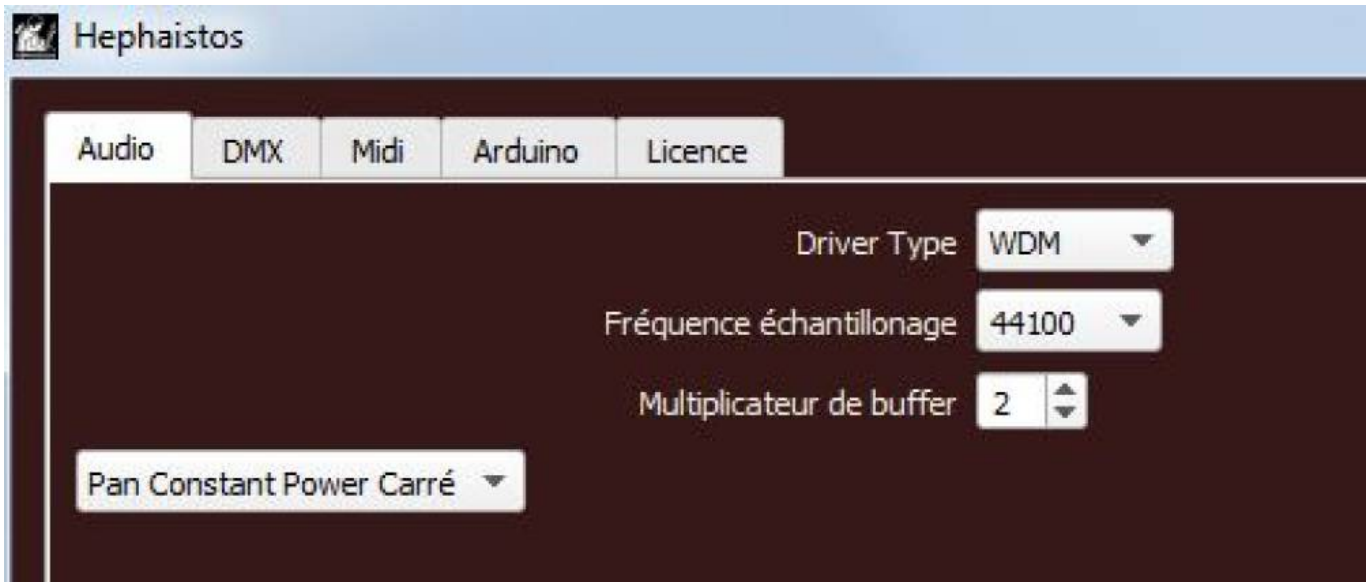 Hephaistos
Audio DMX Midi Arduino Licence
Driver Type WDM
Fréquence échantillonage 44100
Multiplicateur de buffer 2
Pan Constant Power Carré